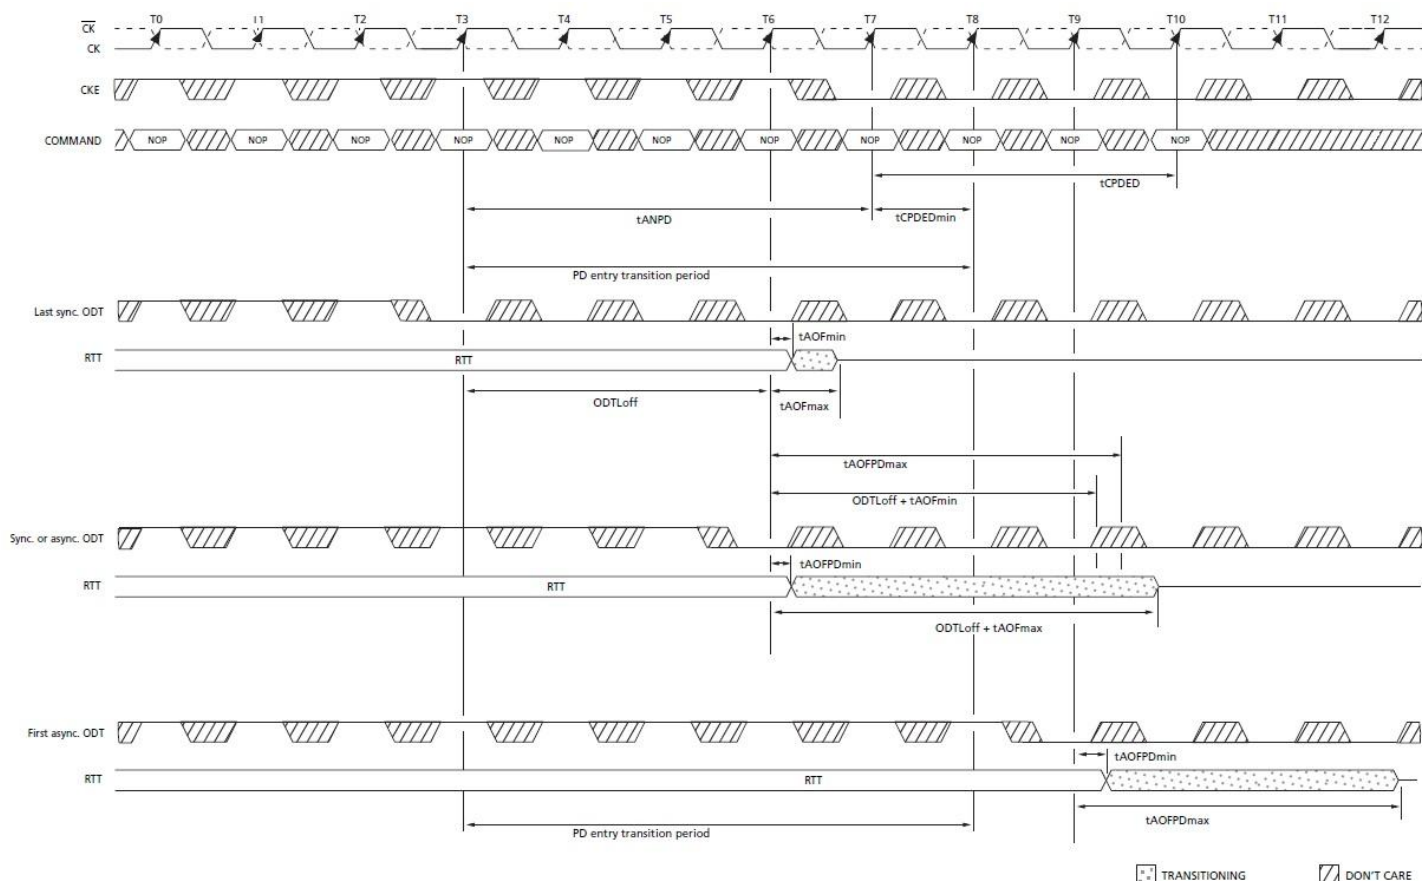 T0 T1 T2 T3 T4 T5 T6 T7 T8 T9 T10 T11 T12
CK
CK
CKE
COMMAND NOP NOP NOP NOP NOP NOP NOP NOP NOP NOP NOP
tCPDED
tANPD tCPDEDmin
PD entry transition period
Last sync. ODT
tAOFmin
RTT RTT
ODTLoff tAOFmax
tAOFPDmax
ODTLoff + tAOFmin
Sync. or async. ODT
tAOFPDmin
RTT RTT
ODTLoff + tAOFmax
First async. ODT
tAOFPDmin
RTT RTT
tAOFPDmax
PD entry transition period
TRANSITIONING DON'T CARE